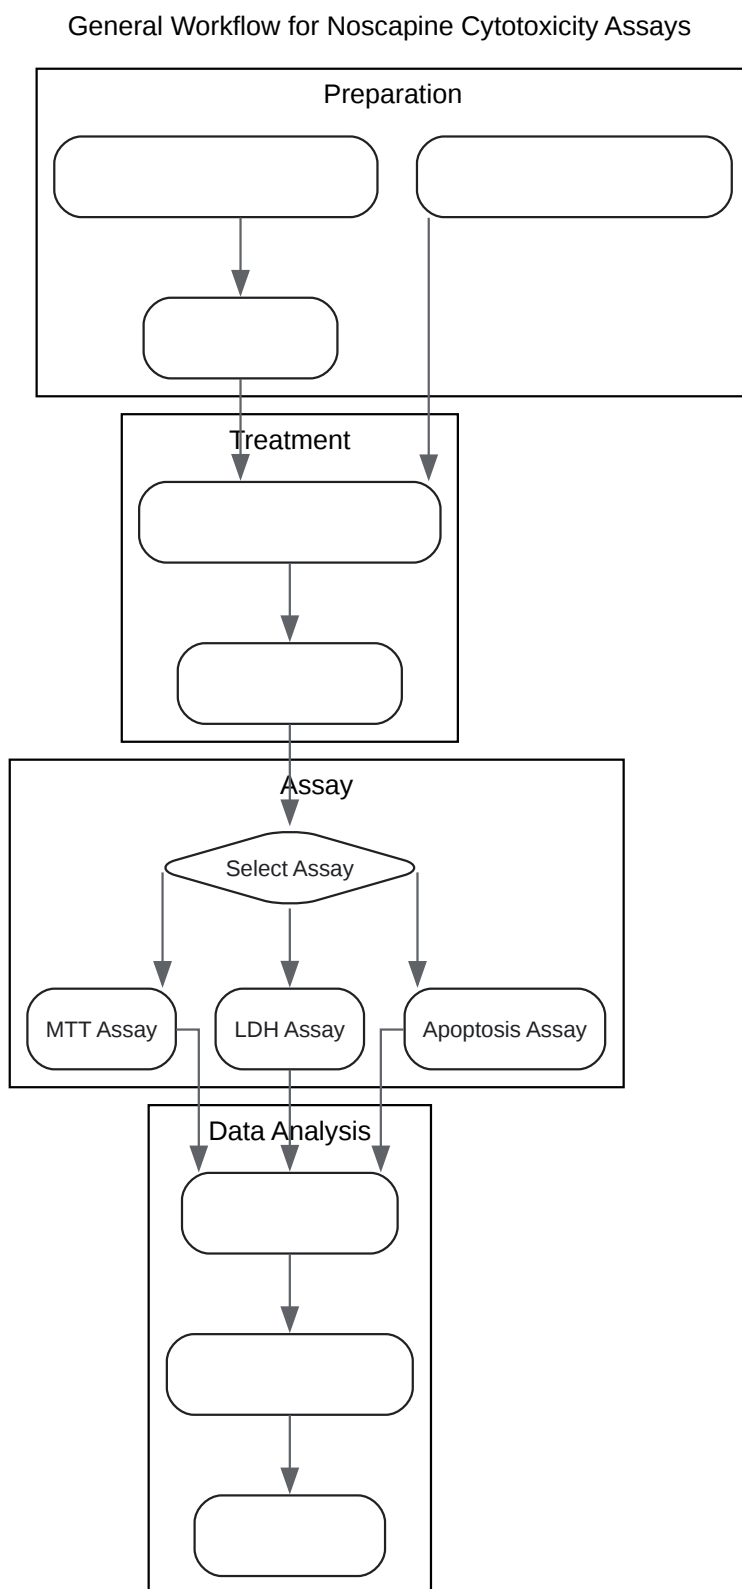 General Workflow for Noscapine Cytotoxicity Assays
Preparation
Treatment
Assay
Select Assay
MTT Assay
LDH Assay
Apoptosis Assay
Data Analysis